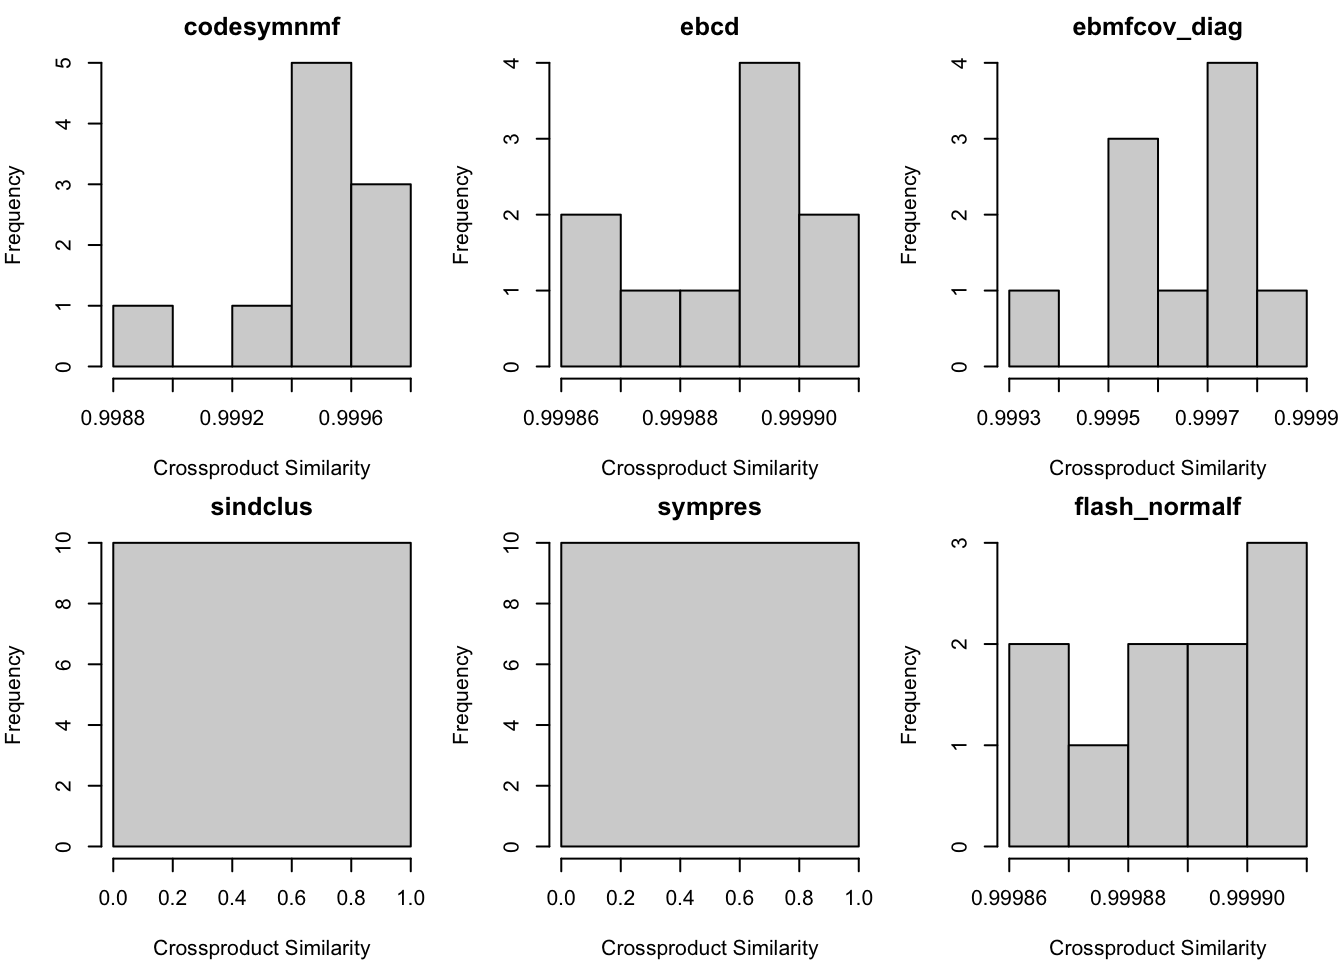 codesymnmf
Frequency
5
4
3
2
1
0
0.9988 0.9992 0.9996
Crossproduct Similarity
ebcd
Frequency
4
3
2
1
0
0.99986 0.99988 0.99990
Crossproduct Similarity
ebmfcov_diag
Frequency
4
3
2
1
0
0.9993 0.9995 0.9997 0.9999
Crossproduct Similarity
sindclus
Frequency
10
8
6
4
2
0
0.0 0.2 0.4 0.6 0.8 1.0
Crossproduct Similarity
sympres
Frequency
10
8
6
4
2
0
0.0 0.2 0.4 0.6 0.8 1.0
Crossproduct Similarity
flash_normalf
Frequency
3
2
1
0
0.99986 0.99988 0.99990
Crossproduct Similarity